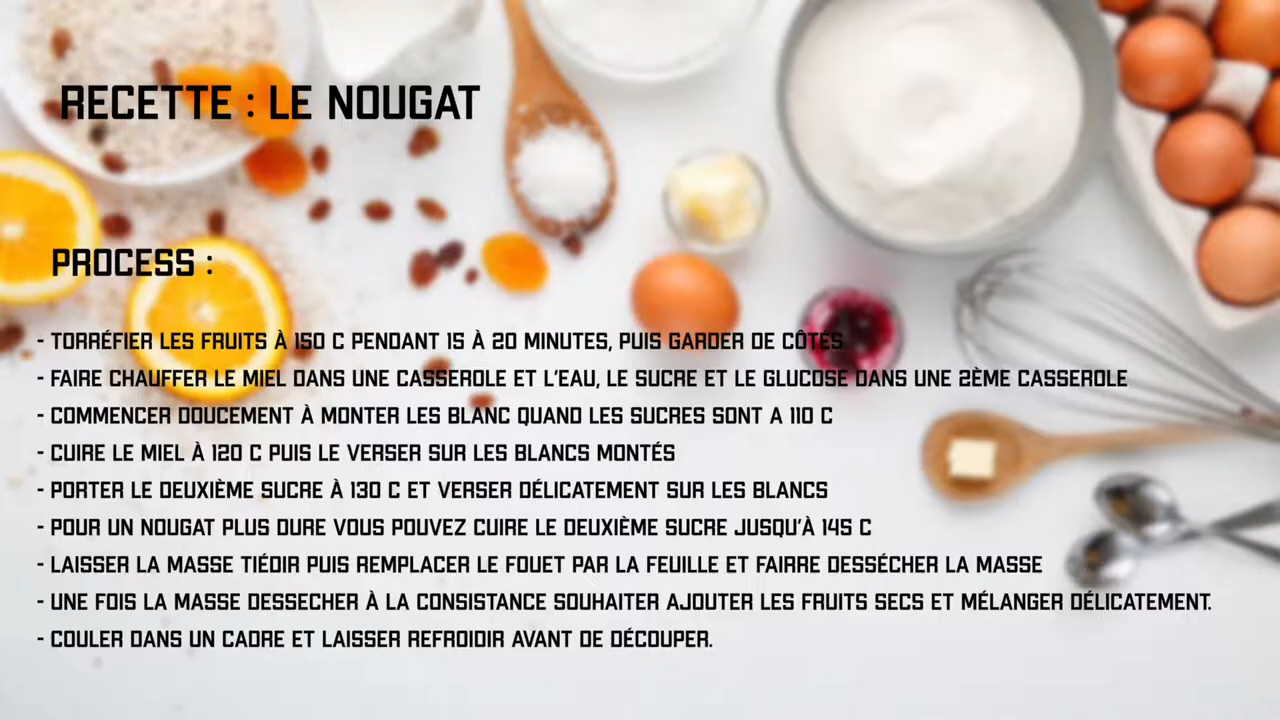 RECETTE : LE NOUGAT
PROCESS :
- TORRÉFIER LES FRUITS À 150 C PENDANT 15 À 20 MINUTES, PUIS GARDER DE CÔTÉS
- FAIRE CHAUFFER LE MIEL DANS UNE CASSEROLE ET L'EAU, LE SUCRE ET LE GLUCOSE DANS UNE 2ÈME CASSEROLE
- COMMENCER DOUCEMENT À MONTER LES BLANC QUAND LES SUCRES SONT A 110 C
- CUIRE LE MIEL À 120 C PUIS LE VERSER SUR LES BLANCS MONTÉS
- PORTER LE DEUXIÈME SUCRE À 130 C ET VERSER DÉLICATEMENT SUR LES BLANCS
- POUR UN NOUGAT PLUS DURE VOUS POUVEZ CUIRE LE DEUXIÈME SUCRE JUSQU'À 145 C
- LAISSER LA MASSE TIÉDIR PUIS REMPLACER LE FOUET PAR LA FEUILLE ET FAIRRE DESSÉCHER LA MASSE
- UNE FOIS LA MASSE DESSECHER À LA CONSISTANCE SOUHAITER AJOUTER LES FRUITS SECS ET MÉLANGER DÉLICATEMENT.
- COULER DANS UN CADRE ET LAISSER REFROIDIR AVANT DE DÉCOUPER.